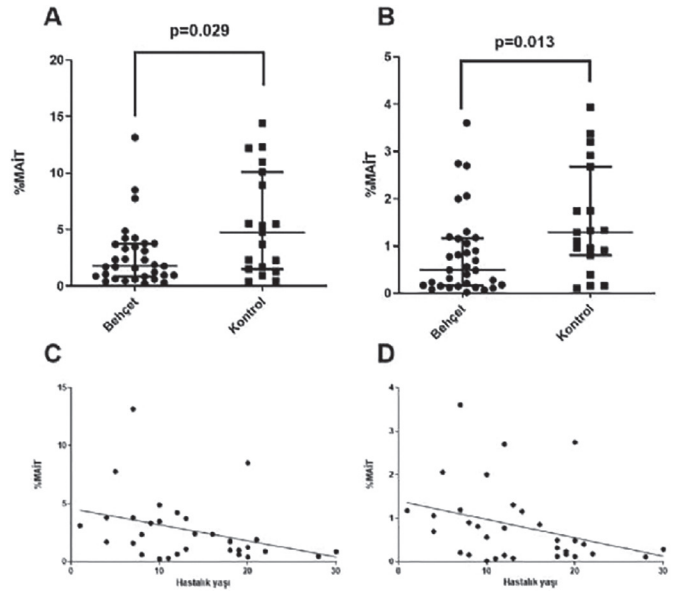 A
p=0.029
%MAİT
20
15
10
5
0
Behçet
Kontrol
B
p=0.013
%MAİT
5
4
3
2
1
0
Behçet
Kontrol
C
%MAİT
15
10
5
0
0
10
20
30
Hastalık yaşı
D
%MAİT
4
3
2
1
0
0
10
20
30
Hastalık yaşı